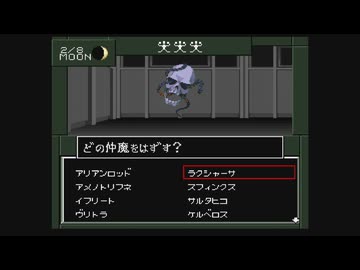 2/8
MOON
どの仲魔をはずす?
アリアンロッド ラクシャーサ
アメノトリフネ スフィンクス
イフリート サルタヒコ
ヴリトラ ケルベロス